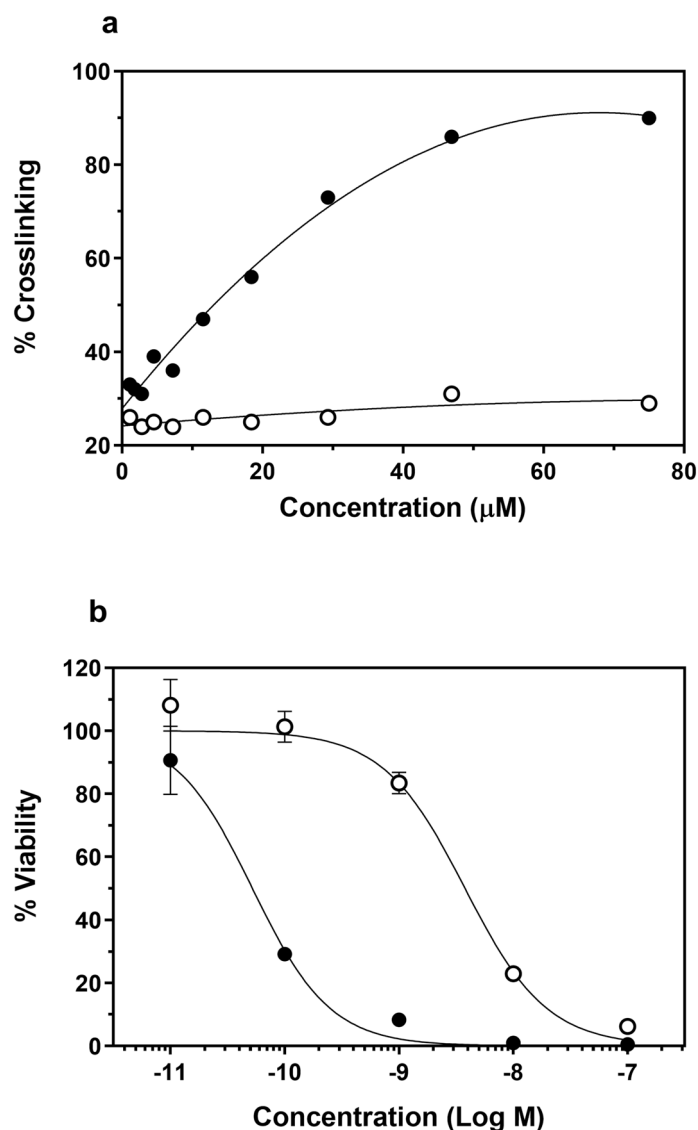 a
100
80
60
40
20
% Crosslinking
0 20 40 60 80
Concentration (μM)
b
120
100
80
60
40
20
0
% Viability
-11 -10 -9 -8 -7
Concentration (Log M)